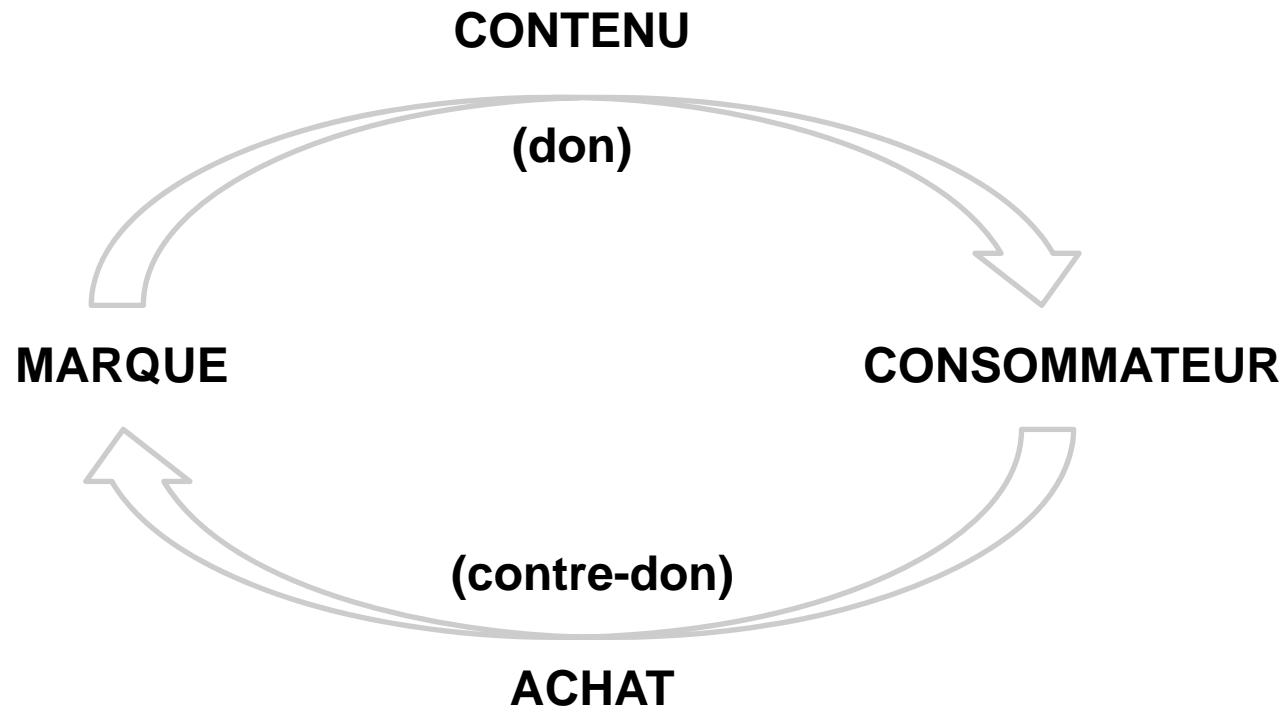 CONTENU
(don)
MARQUE
CONSOMMATEUR
(contre-don)
ACHAT